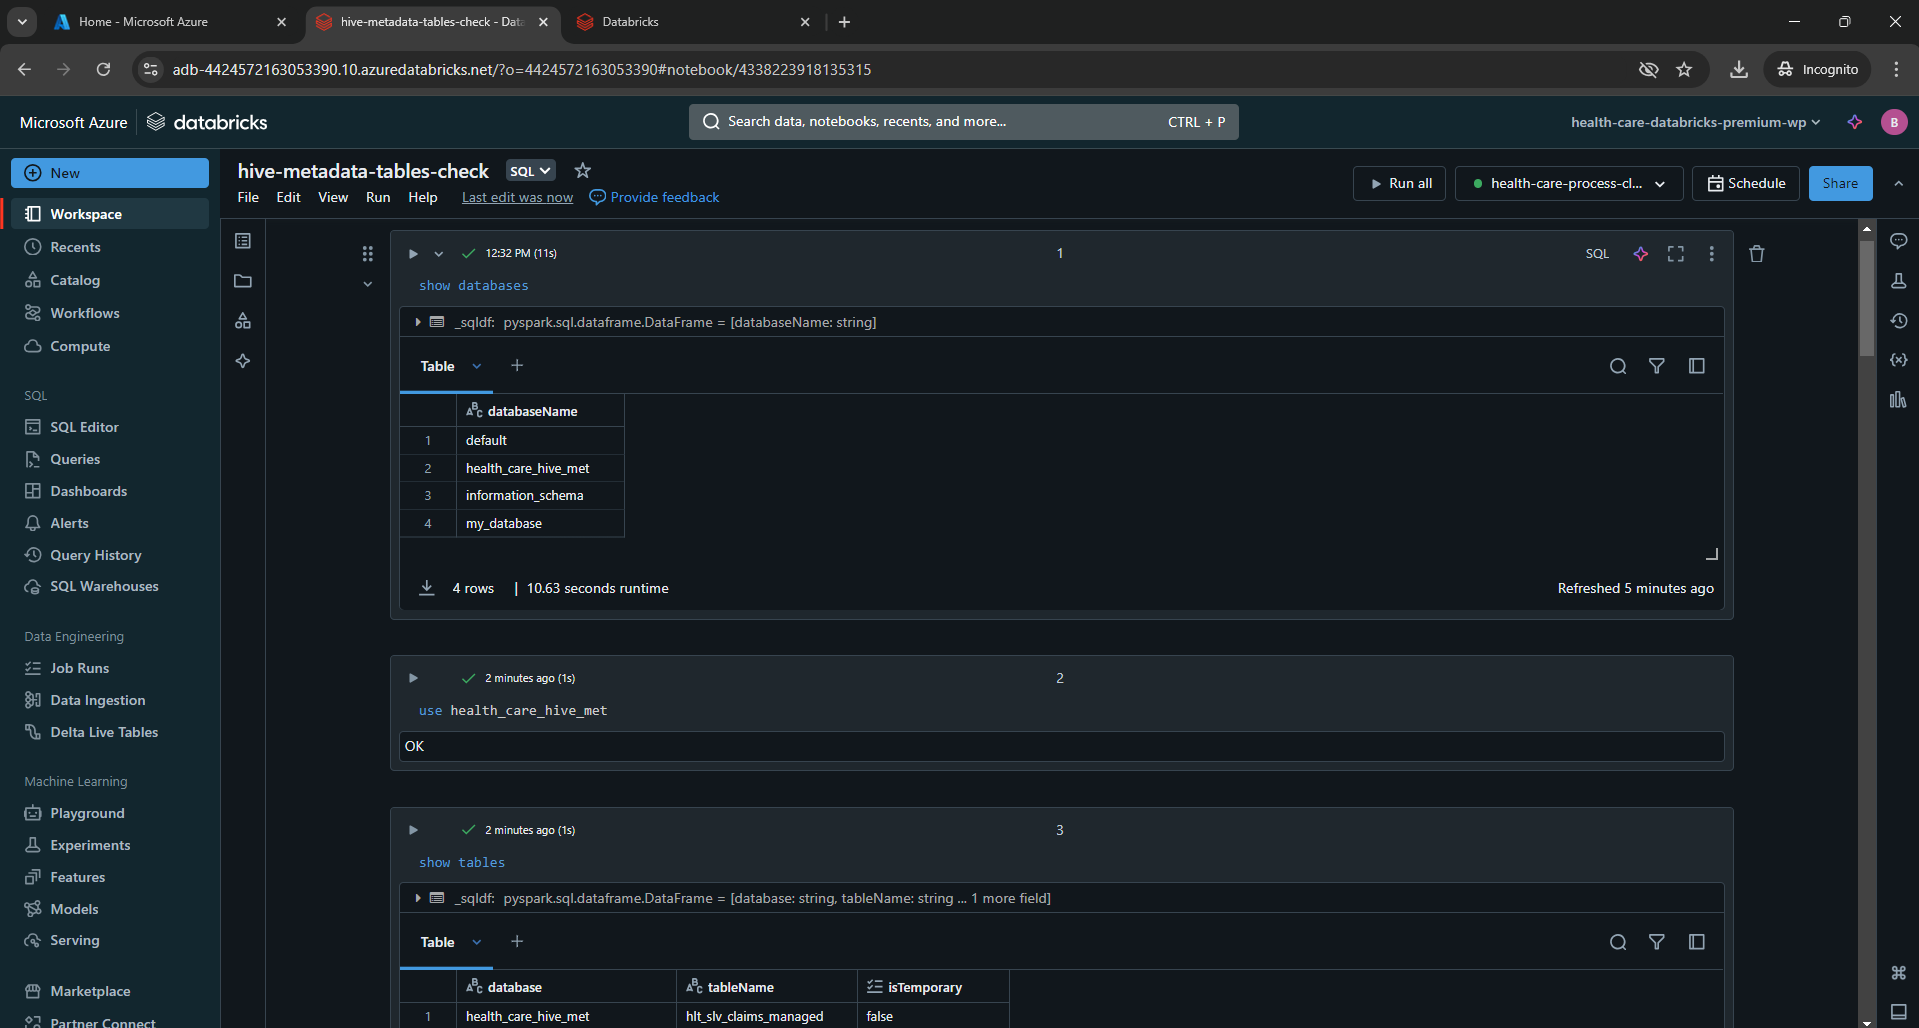 Home - Microsoft Azure
hive-metadata-tables-check - Dat
Databricks
adb-4424572163053390.10.azuredatabricks.net/?o=4424572163053390#notebook/4338223918135315
Incognito
Microsoft Azure
databricks
Search data, notebooks, recents, and more...
CTRL + P
health-care-databricks-premium-wp
B
New
Workspace
Recents
Catalog
Workflows
Compute
SQL
SQL Editor
Queries
Dashboards
Alerts
Query History
SQL Warehouses
Data Engineering
Job Runs
Data Ingestion
Delta Live Tables
Machine Learning
Playground
Experiments
Features
Models
Serving
Marketplace
Partner Connect
hive-metadata-tables-check
SQL
File
Edit
View
Run
Help
Last edit was now
Provide feedback
Run all
health-care-process-cl...
Schedule
Share
12:32 PM (11s)
1
SQL
show databases
_sqldf: pyspark.sql.dataframe.DataFrame = [databaseName: string]
Table
databaseName
1 default
2 health_care_hive_met
3 information_schema
4 my_database
4 rows | 10.63 seconds runtime
Refreshed 5 minutes ago
2 minutes ago (1s)
2
use health_care_hive_met
OK
2 minutes ago (1s)
3
show tables
_sqldf: pyspark.sql.dataframe.DataFrame = [database: string, tableName: string ... 1 more field]
Table
database tableName isTemporary
1 health_care_hive_met hlt_slv_claims_managed false